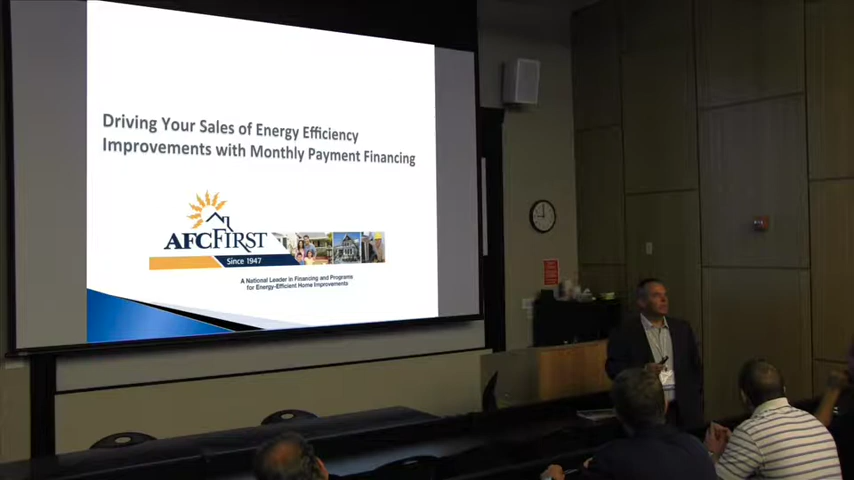 Driving Your Sales of Energy Efficiency
Improvements with Monthly Payment Financing
AFCFIRST
Since 1947
A National Leader in Financing and Programs
for Energy-Efficient Home Improvements